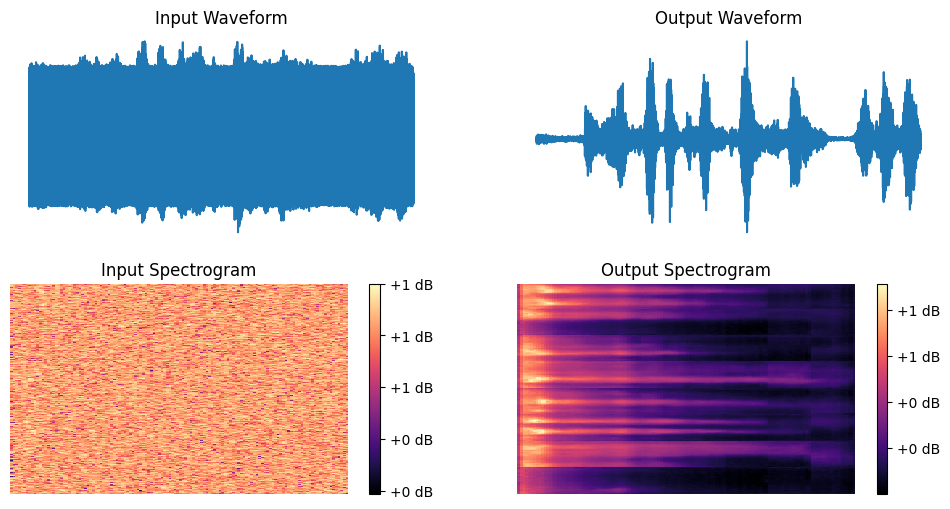 Input Waveform
Output Waveform
Input Spectrogram
+1 dB
+1 dB
+1 dB
+0 dB
+0 dB
Output Spectrogram
+1 dB
+1 dB
+0 dB
+0 dB